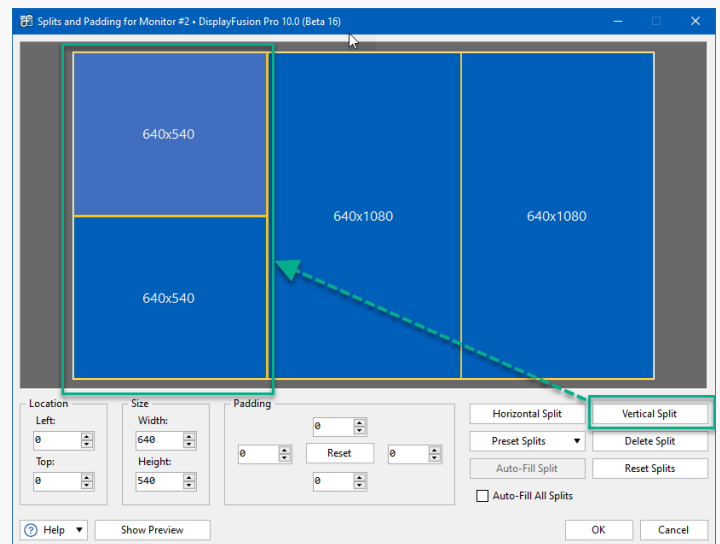 Splits and Padding for Monitor #2 • DisplayFusion Pro 10.0 (Beta 16)
640x540
640x1080
640x1080
640x540
Location
Left:
0
Top:
0
Size
Width:
640
Height:
540
Padding
0
0
Reset
0
0
Horizontal Split
Vertical Split
Preset Splits
Delete Split
Auto-Fill Split
Reset Splits
Auto-Fill All Splits
? Help
Show Preview
OK
Cancel